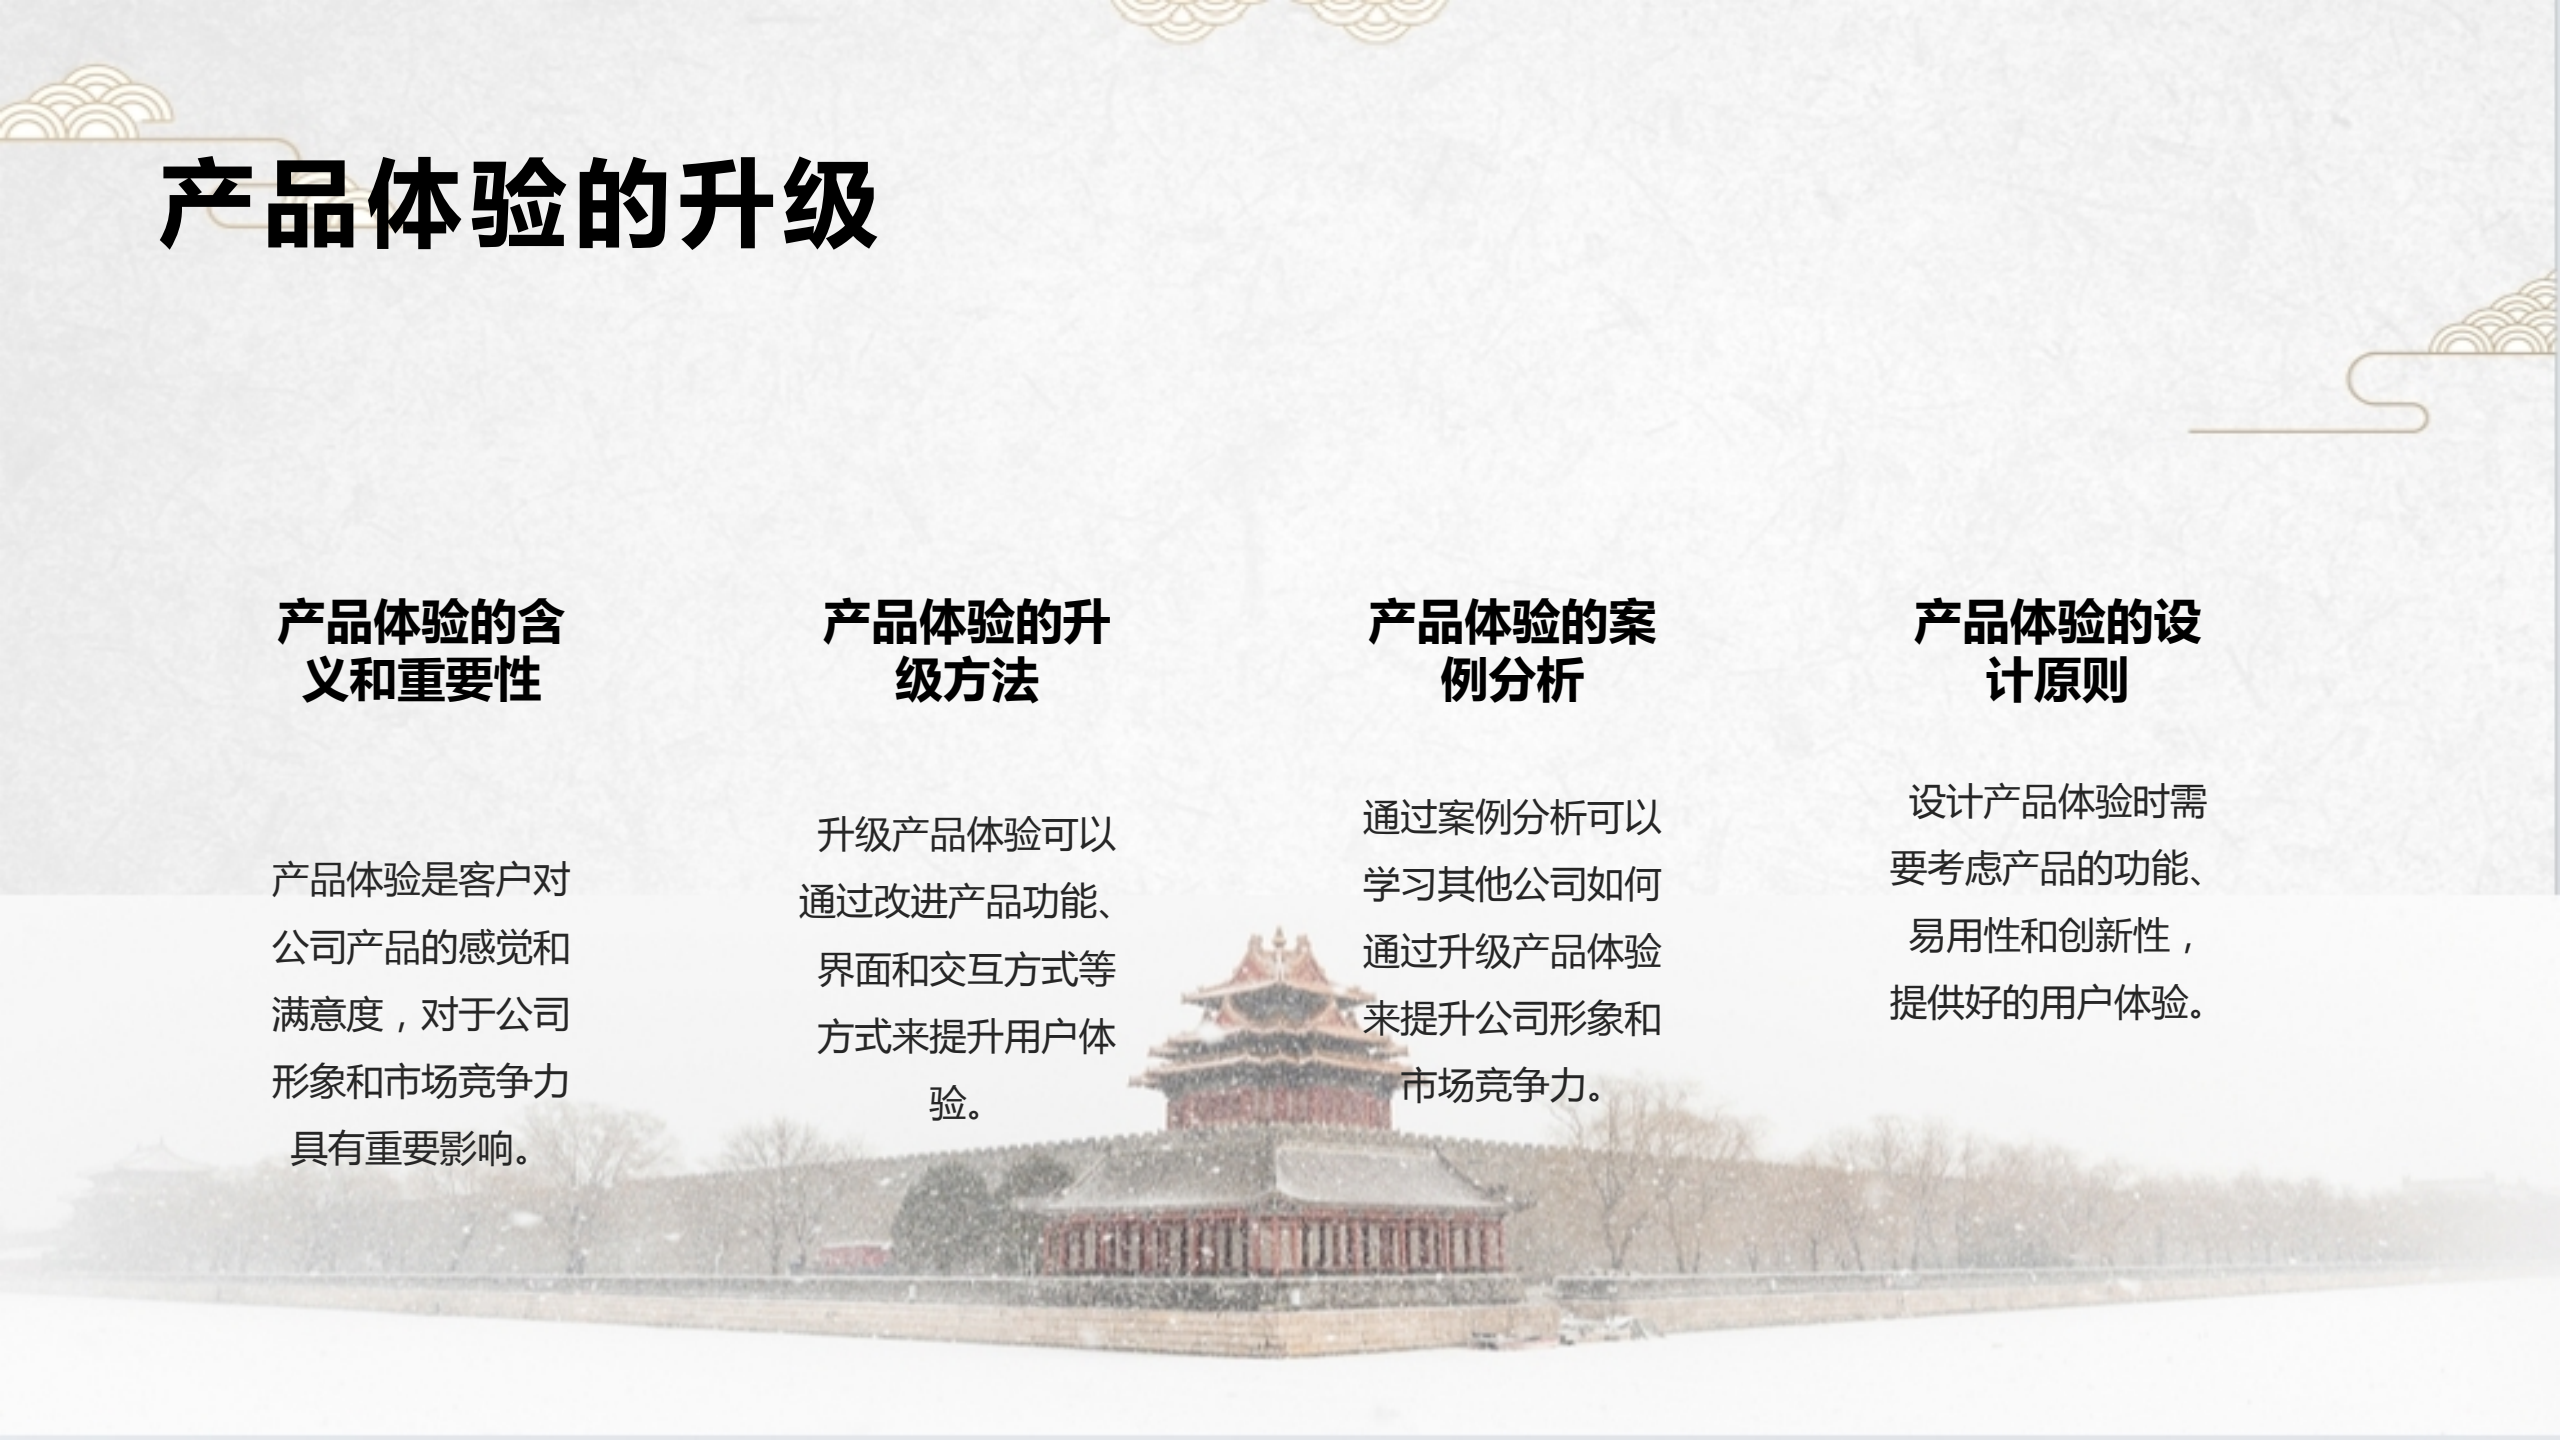 产品体验的升级
产品体验的含
义和重要性
产品体验是客户对
公司产品的感觉和
满意度，对于公司
形象和市场竞争力
具有重要影响。
产品体验的升
级方法
升级产品体验可以
通过改进产品功能、
界面和交互方式等
方式来提升用户体
验。
产品体验的案
例分析
通过案例分析可以
学习其他公司如何
通过升级产品体验
来提升公司形象和
市场竞争力。
产品体验的设
计原则
设计产品体验时需
要考虑产品的功能、
易用性和创新性，
提供好的用户体验。